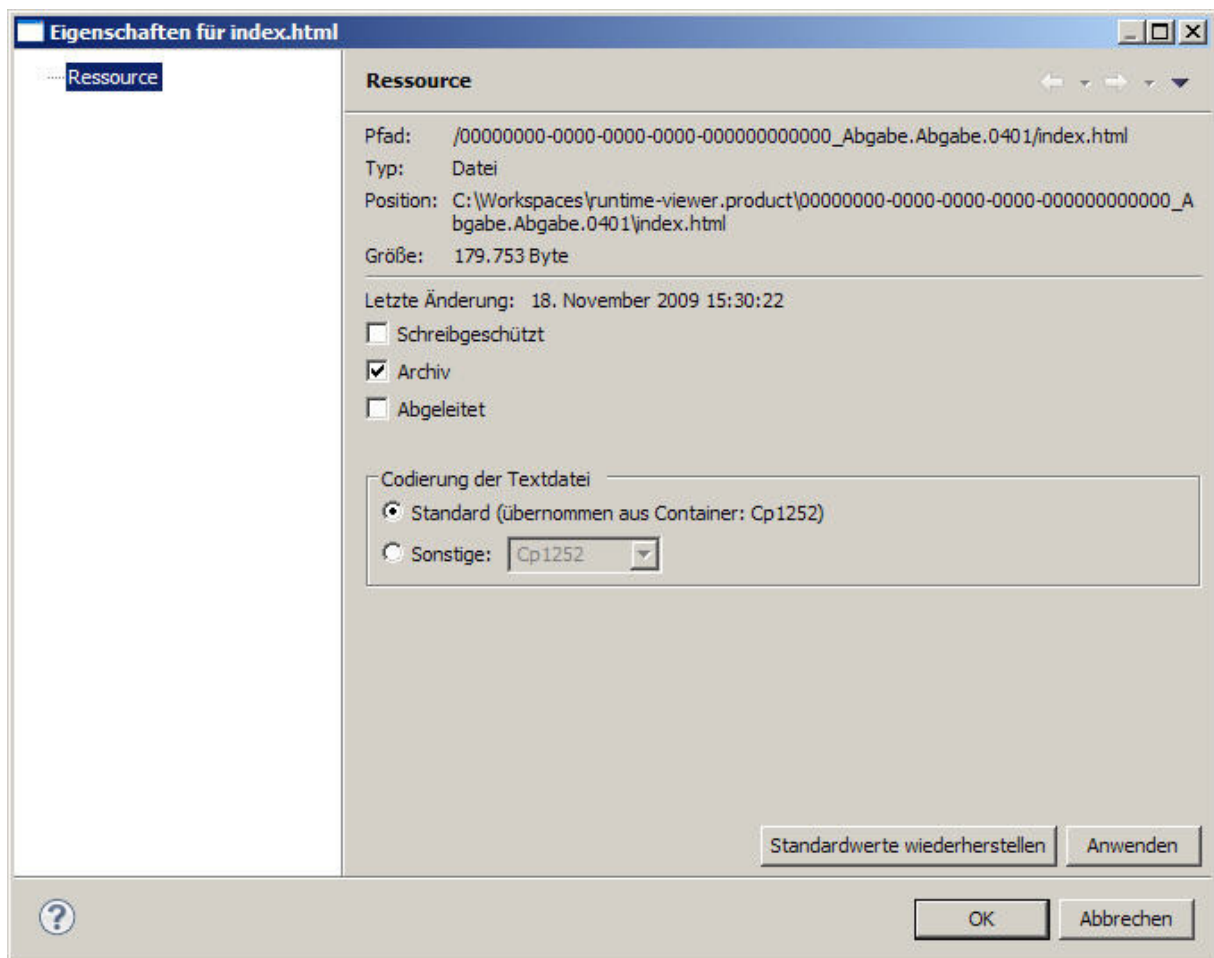 Eigenschaften für index.html
Ressource
Ressource
Pfad: /00000000-0000-0000-0000-000000000000_Abgabe.Abgabe.0401/index.html
Typ: Datei
Position: C:\Workspaces\runtime-viewer.product\00000000-0000-0000-0000-000000000000_A
bgabe.Abgabe.0401\index.html
Größe: 179.753 Byte
Letzte Änderung: 18. November 2009 15:30:22
Schreibgeschützt
Archiv
Abgeleitet
Codierung der Textdatei
Standard (übernommen aus Container: Cp1252)
Sonstige: Cp1252
Standardwerte wiederherstellen Anwenden
? OK Abbrechen